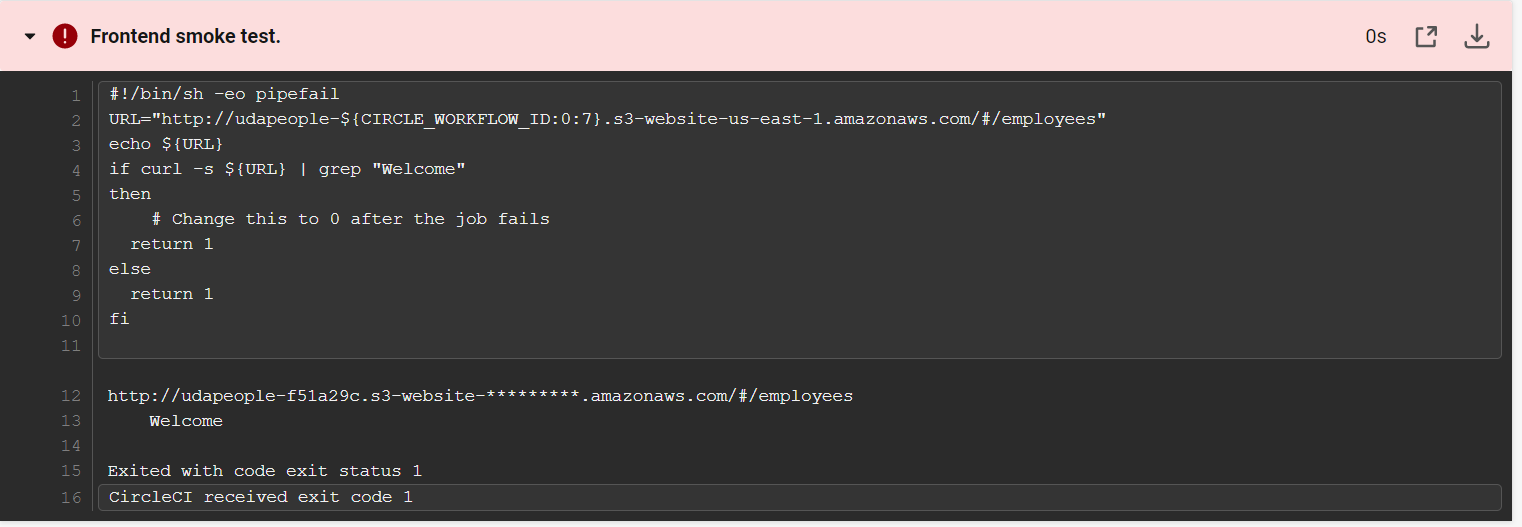 Frontend smoke test.
0s
1 #!/bin/sh -eo pipefail
2 URL="http://udapeople-${CIRCLE_WORKFLOW_ID:0:7}.s3-website-us-east-1.amazonaws.com/#/employees"
3 echo ${URL}
4 if curl -s ${URL} | grep "Welcome"
5 then
6     # Change this to 0 after the job fails
7   return 1
8 else
9   return 1
10 fi
11
12 http://udapeople-f51a29c.s3-website-*********.amazonaws.com/#/employees
13     Welcome
14
15 Exited with code exit status 1
16 CircleCI received exit code 1